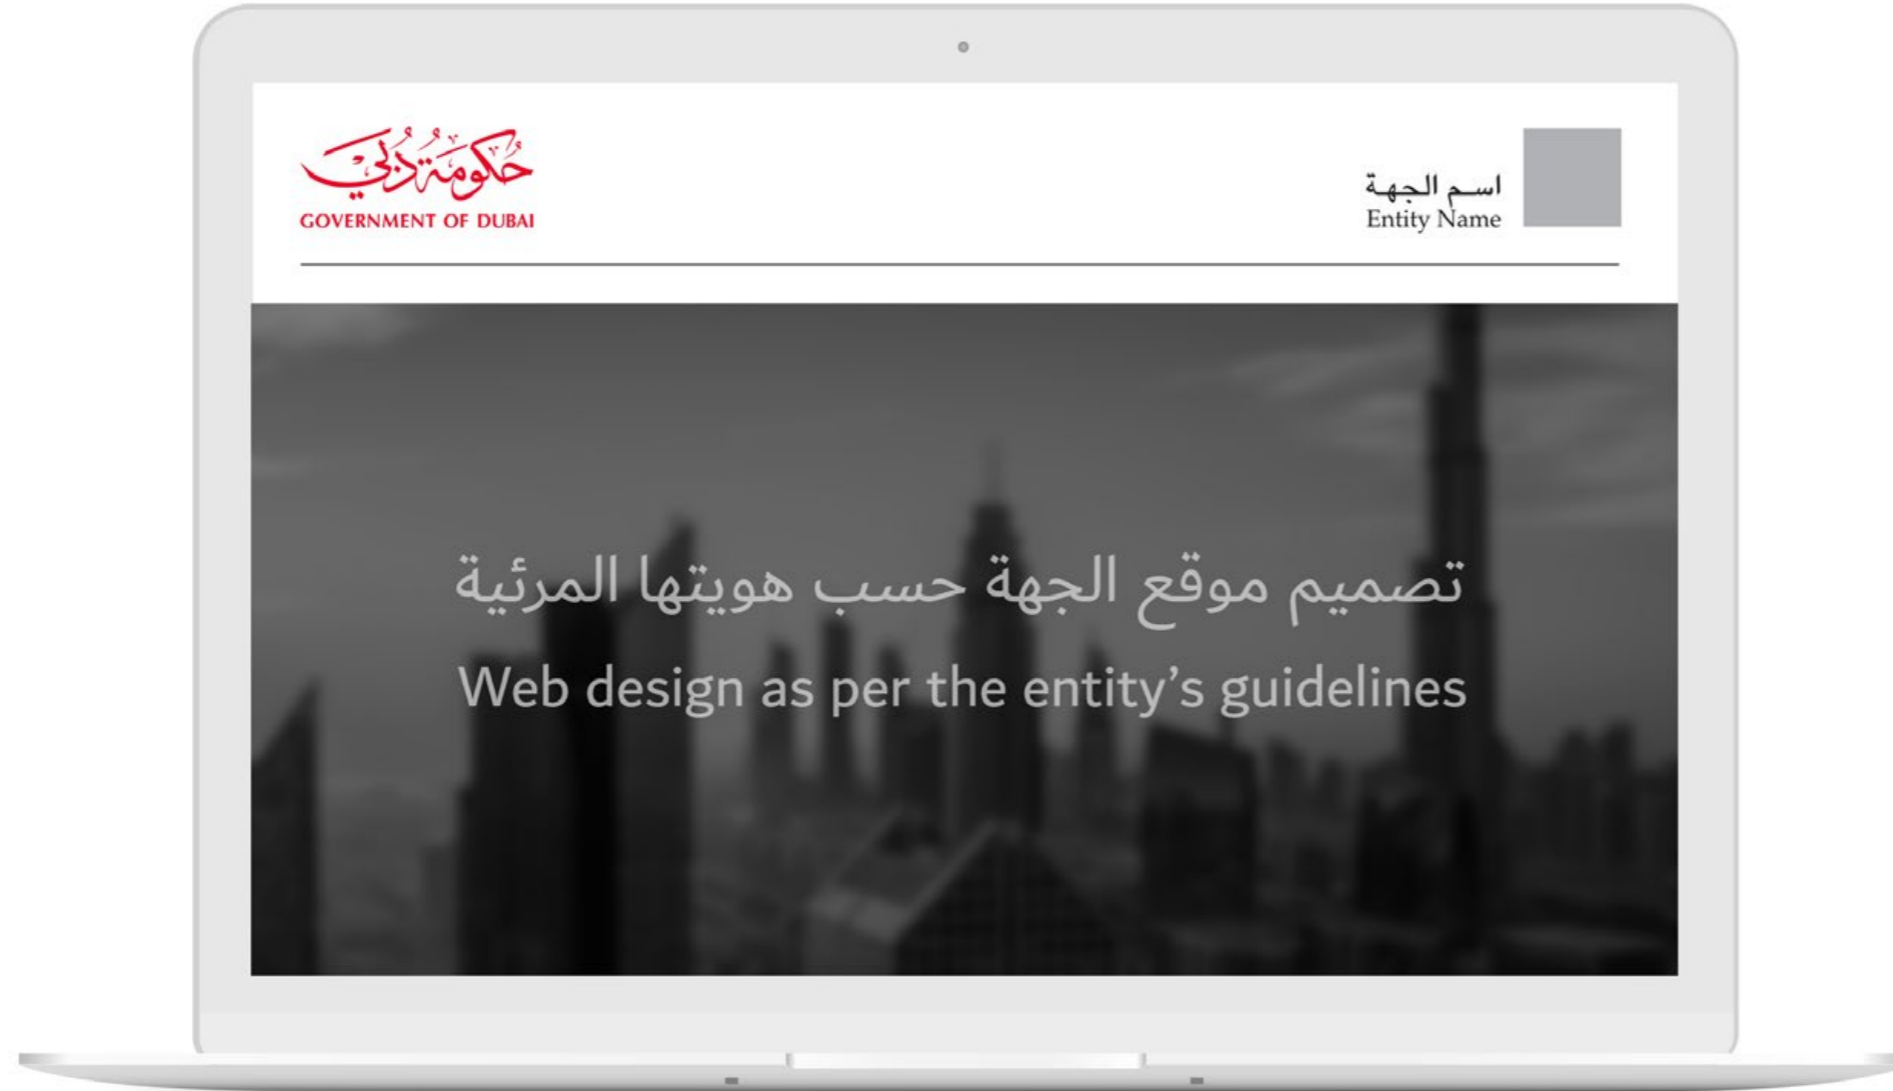 حكومة دبي
GOVERNMENT OF DUBAI
اسم الجهة
Entity Name
تصميم موقع الجهة حسب هويتها المرئية
Web design as per the entity’s guidelines